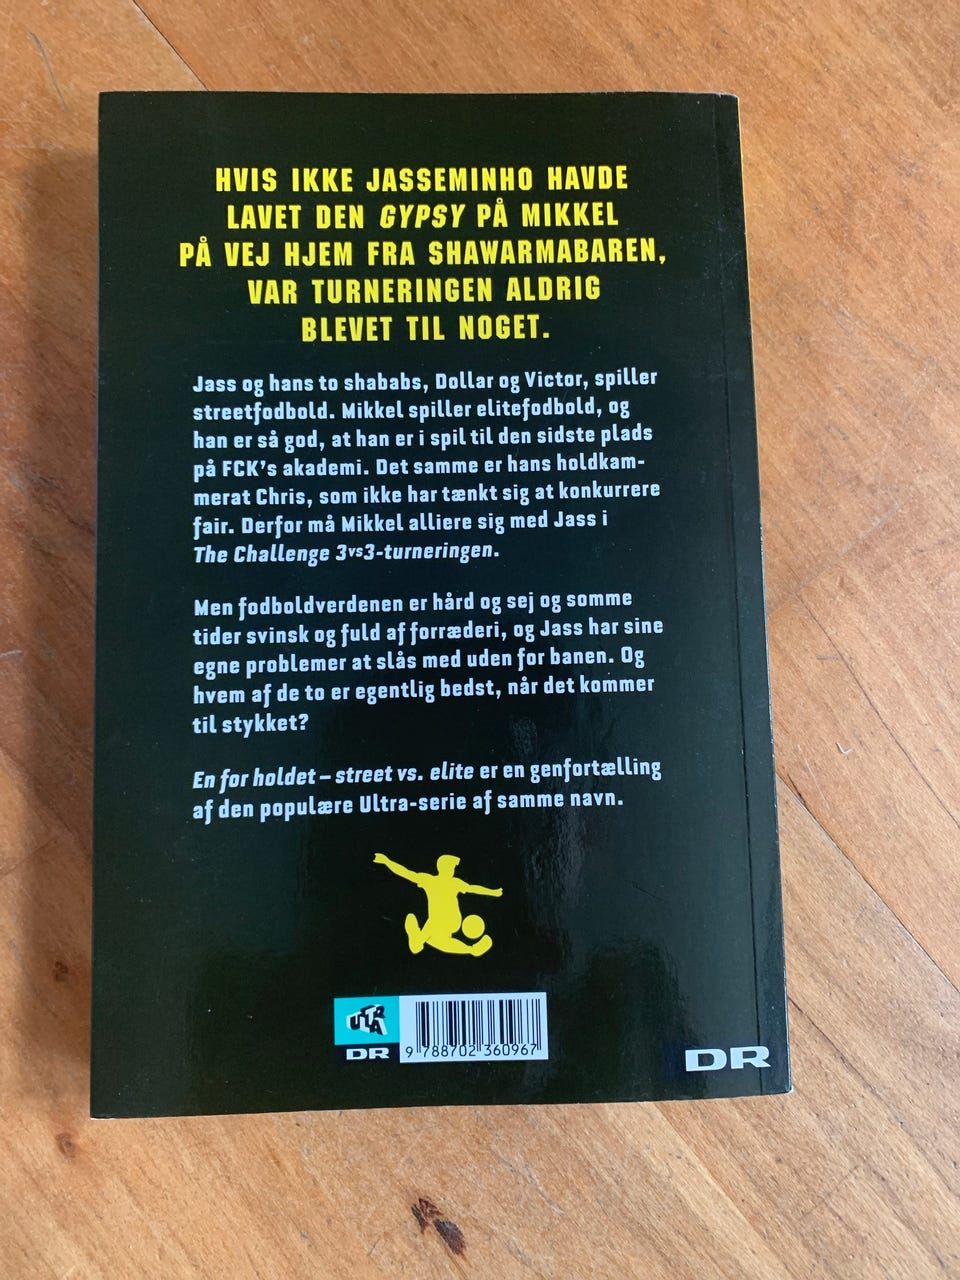 HVIS IKKE JASSEMINHO HAVDE
LAVET DEN GYPSY PÅ MIKKEL
PÅ VEJ HJEM FRA SHAWARMABAREN,
VAR TURNERINGEN ALDRIG
BLEVET TIL NOGET.
Jass og hans to shababs, Dollar og Victor, spiller
streetfodbold. Mikkel spiller elitefodbold, og
han er så god, at han er i spil til den sidste plads
på FCK's akademi. Det samme er hans holdkam-
merat Chris, som ikke har tænkt sig at konkurrere
fair. Derfor må Mikkel alliere sig med Jass i
The Challenge 3vs3-turneringen.
Men fodboldverdenen er hård og sej og somme
tider svinsk og fuld af forræderi, og Jass har sine
egne problemer at slås med uden for banen. Og
hvem af de to er egentlig bedst, når det kommer
til stykket?
En for holdet – street vs. elite er en genfortælling
af den populære Ultra-serie af samme navn.
ULTRA
DR
9 788702 360967
DR